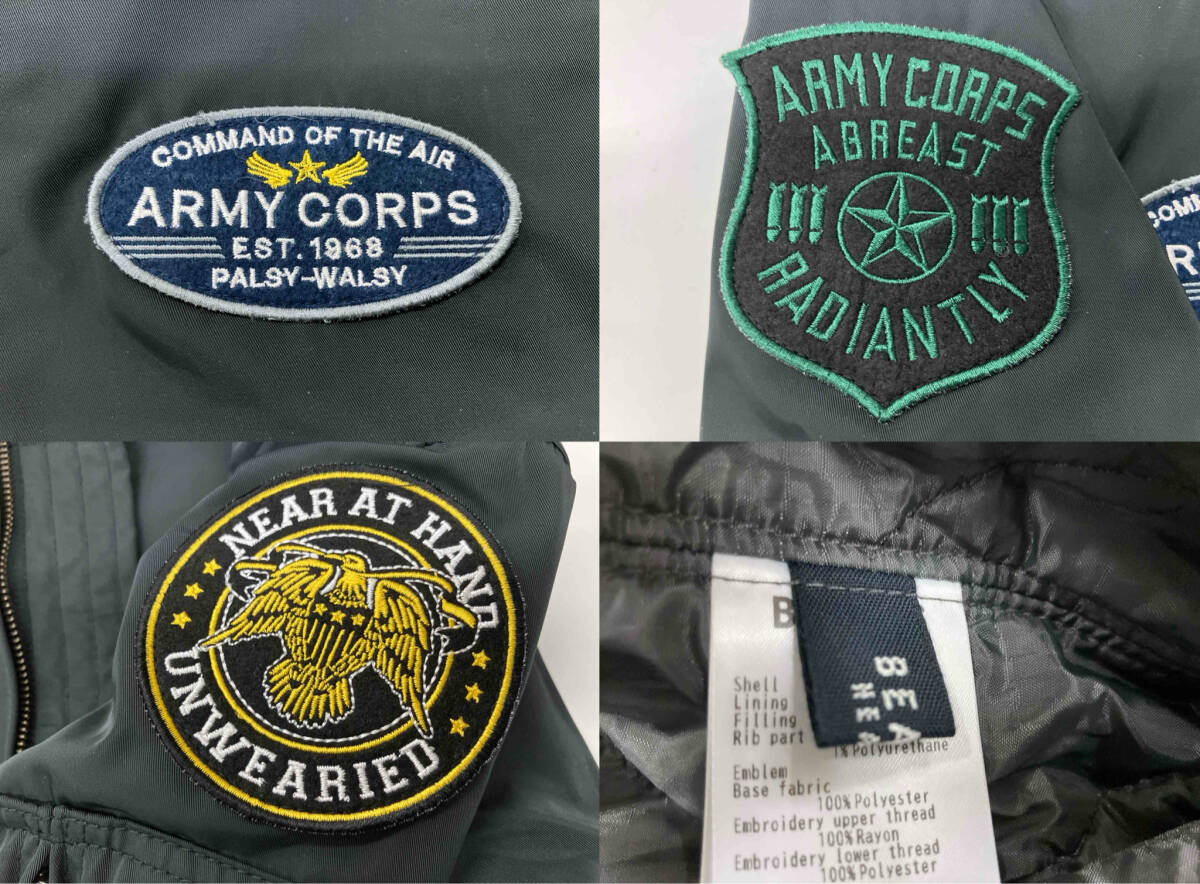 COMMAND OF THE AIR
ARMY CORPS
EST. 1968
PALSY-WALSY
ARMY CORPS
ABREAST
RADIANTLY
NEAR AT HAND
UNWEARIED
Shell
Lining
Filling
Rib part
1% Polyurethane
Emblem
Base fabric
100% Polyester
Embroidery upper thread
100% Rayon
Embroidery lower thread
100% Polyester